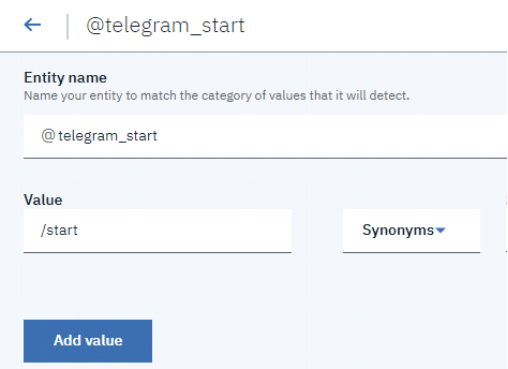 @telegram_start
Entity name
Name your entity to match the category of values that it will detect.
@telegram_start
Value
/start
Synonyms
Add value